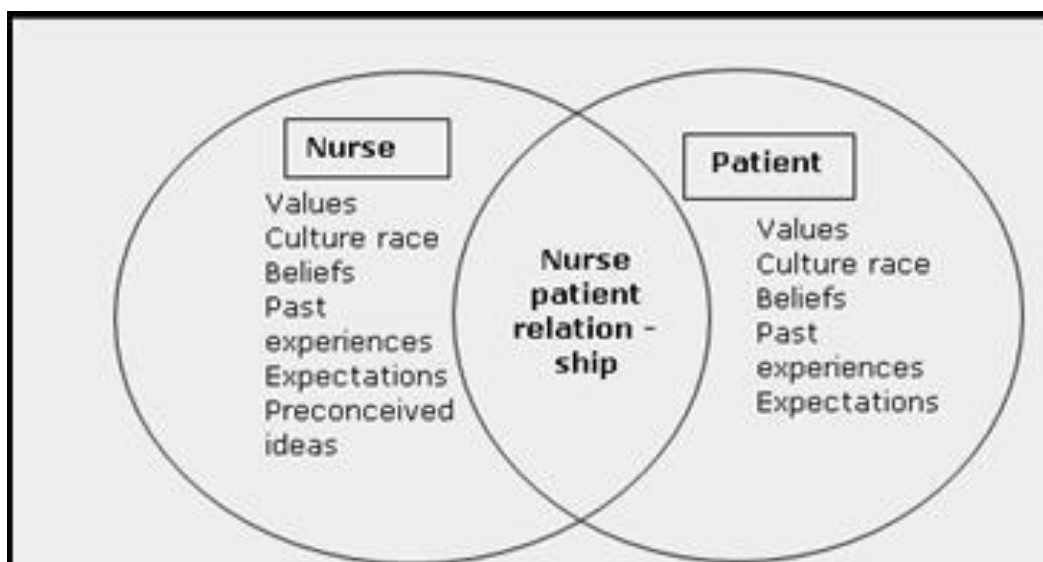 Nurse
Values
Culture race
Beliefs
Past
experiences
Expectations
Preconceived
ideas
Nurse
patient
relation -
ship
Patient
Values
Culture race
Beliefs
Past
experiences
Expectations